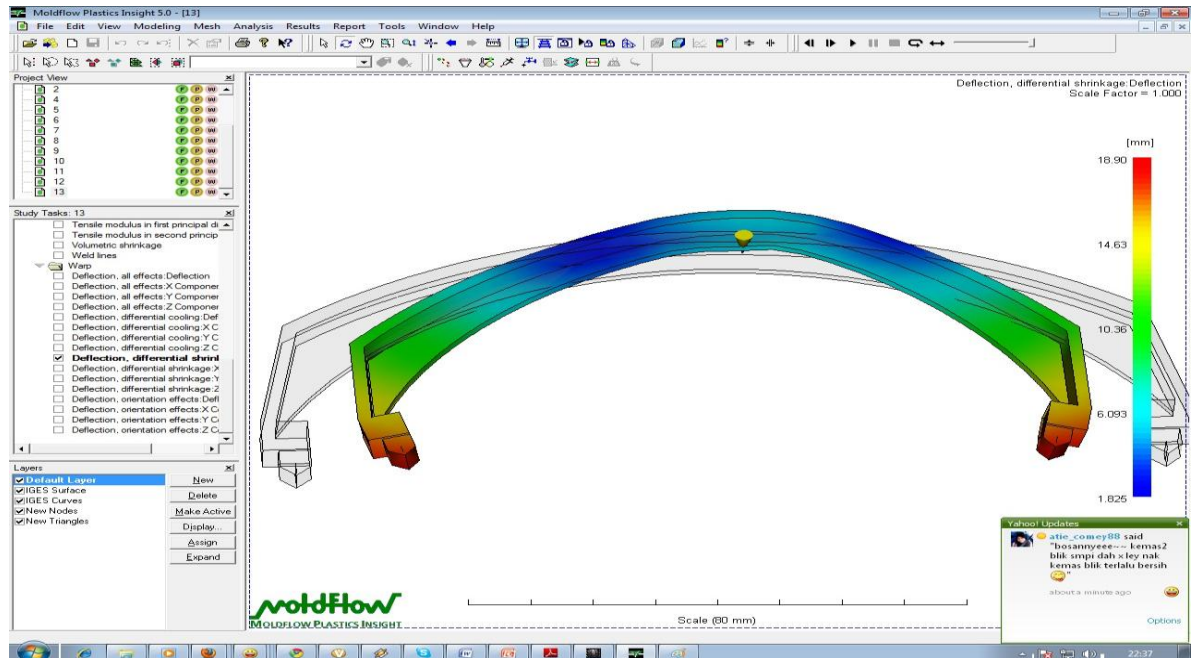 Moldflow Plastics Insight 5.0 - [13]
File Edit View Modeling Mesh Analysis Results Report Tools Window Help
Project View
2
4
5
6
7
8
9
10
11
12
13
Study Tasks: 13
Tensile modulus in first principal di
Tensile modulus in second princip
Volumetric shrinkage
Weld lines
Warp
Deflection, all effects:Deflection
Deflection, all effects:X Componer
Deflection, all effects:Y Componer
Deflection, all effects:Z Componer
Deflection, differential cooling:Def
Deflection, differential cooling:X C
Deflection, differential cooling:Y C
Deflection, differential cooling:Z C
Deflection, differential shrinl
Deflection, differential shrinkage:X
Deflection, differential shrinkage:Y
Deflection, differential shrinkage:Z
Deflection, orientation effects:Defl
Deflection, orientation effects:X C
Deflection, orientation effects:Y C
Deflection, orientation effects:Z C
Layers
Default Layer
IGES Surface
IGES Curves
New Nodes
New Triangles
New
Delete
Make Active
Display...
Assign
Expand
Deflection, differential shrinkage:Deflection
Scale Factor = 1.000
[mm]
18.90
14.63
10.36
6.093
1.825
moldflow
MOLDFLOW PLASTICS INSIGHT
Scale (80 mm)
Yahoo! Updates
atie_comey88 said
"bosannyeee~~ kemas2
blik smpi dah x ley nak
kemas blik terlalu bersih
"
about a minute ago
Options
22:37